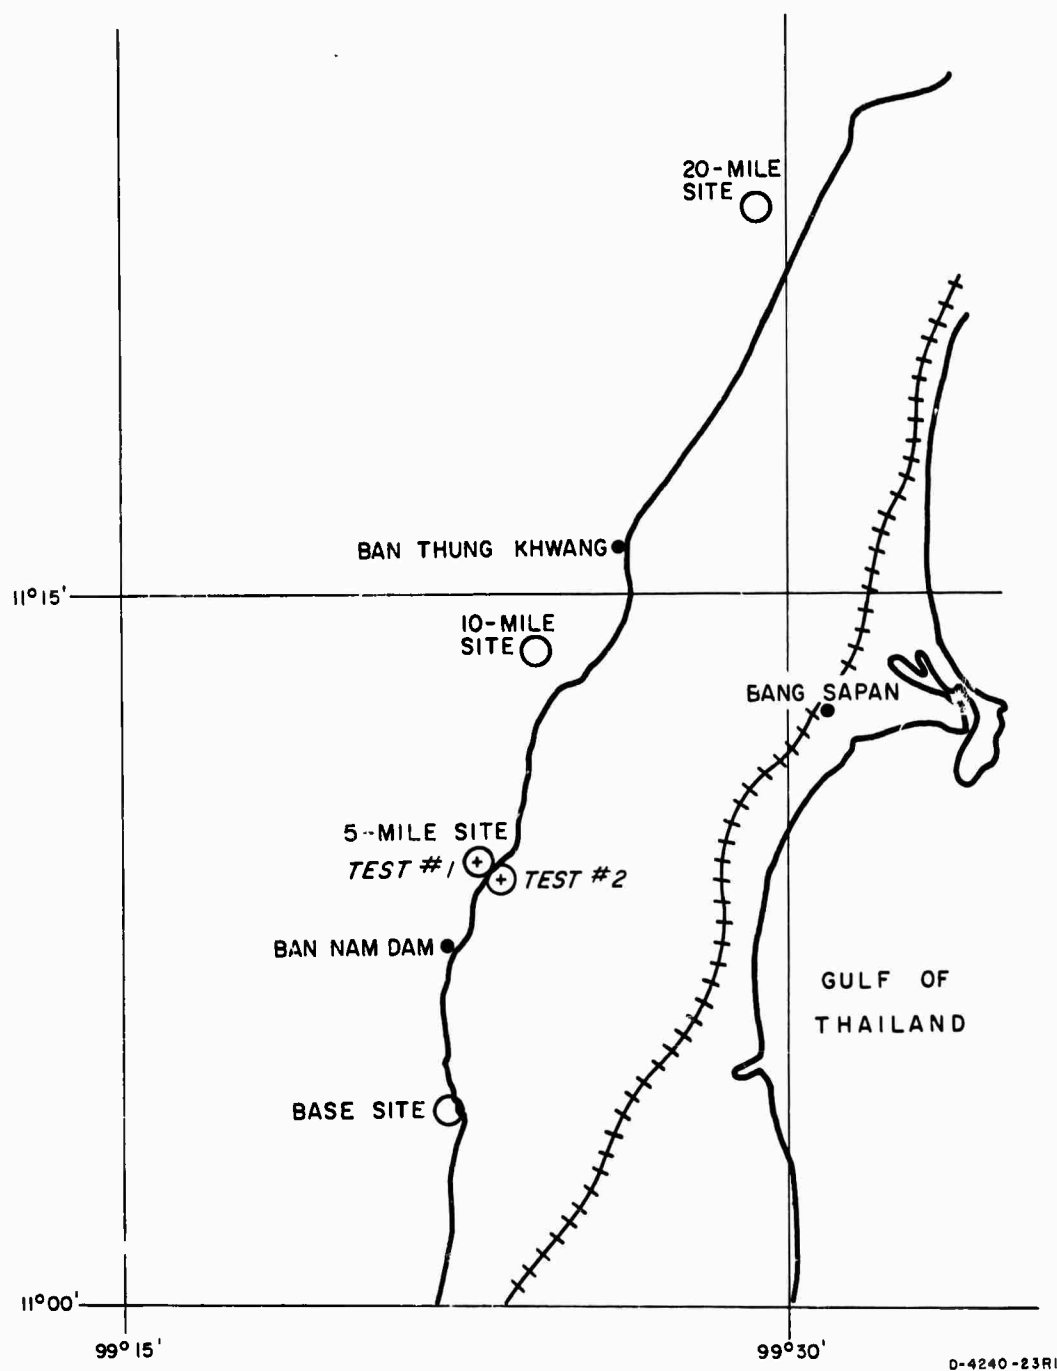 20-MILE
SITE
BAN THUNG KHWANG
11°15'
10-MILE
SITE
BANG SAPAN
5-MILE SITE
TEST #1
TEST #2
BAN NAM DAM
GULF OF
THAILAND
BASE SITE
11°00'
99°15'
99°30'
D-4240-23RI